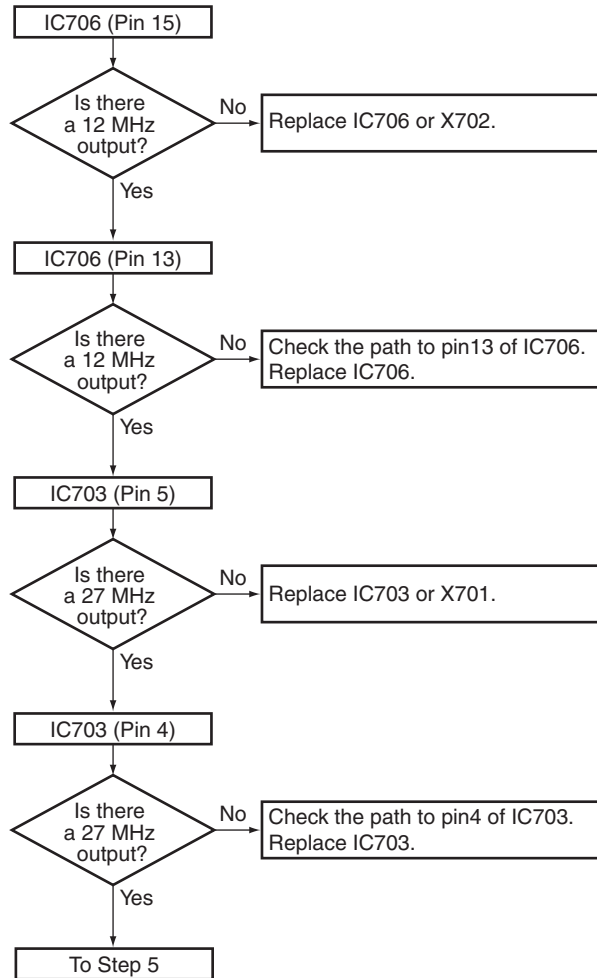 IC706 (Pin 15)
Is there
a 12 MHz
output?
No
Replace IC706 or X702.
Yes
IC706 (Pin 13)
Is there
a 12 MHz
output?
No
Check the path to pin13 of IC706.
Replace IC706.
Yes
IC703 (Pin 5)
Is there
a 27 MHz
output?
No
Replace IC703 or X701.
Yes
IC703 (Pin 4)
Is there
a 27 MHz
output?
No
Check the path to pin4 of IC703.
Replace IC703.
Yes
To Step 5